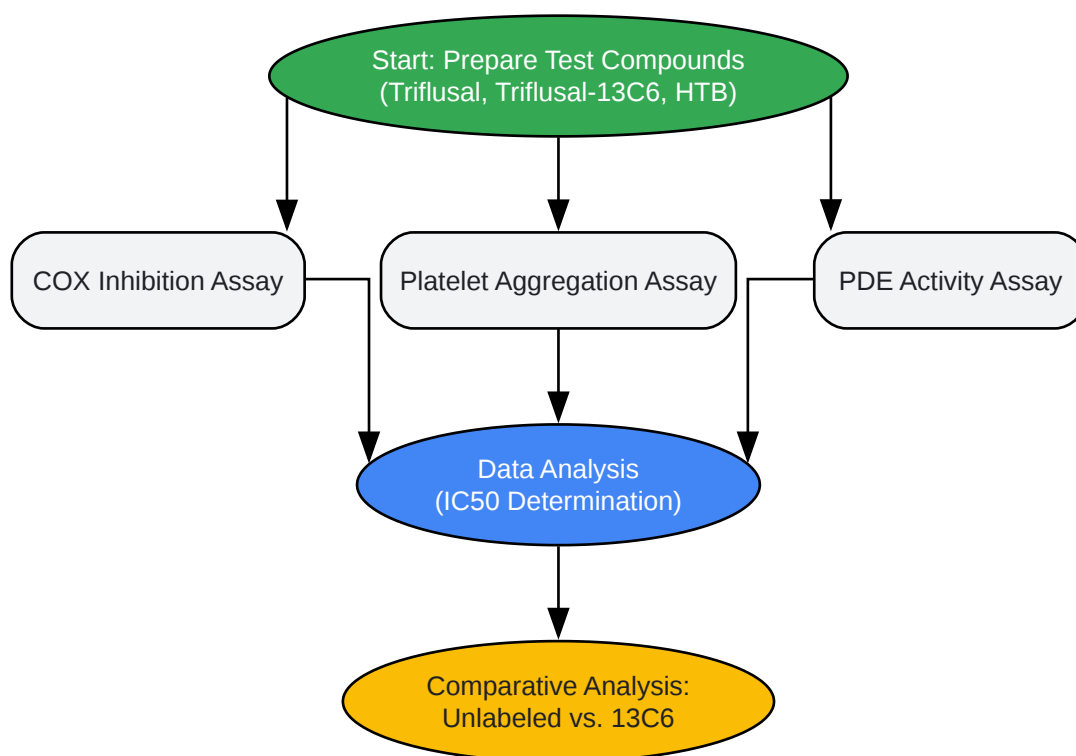 Start: Prepare Test Compounds
(Triflusal, Triflusal-13C6, HTB)
COX Inhibition Assay
Platelet Aggregation Assay
PDE Activity Assay
Data Analysis
(IC50 Determination)
Comparative Analysis:
Unlabeled vs. 13C6